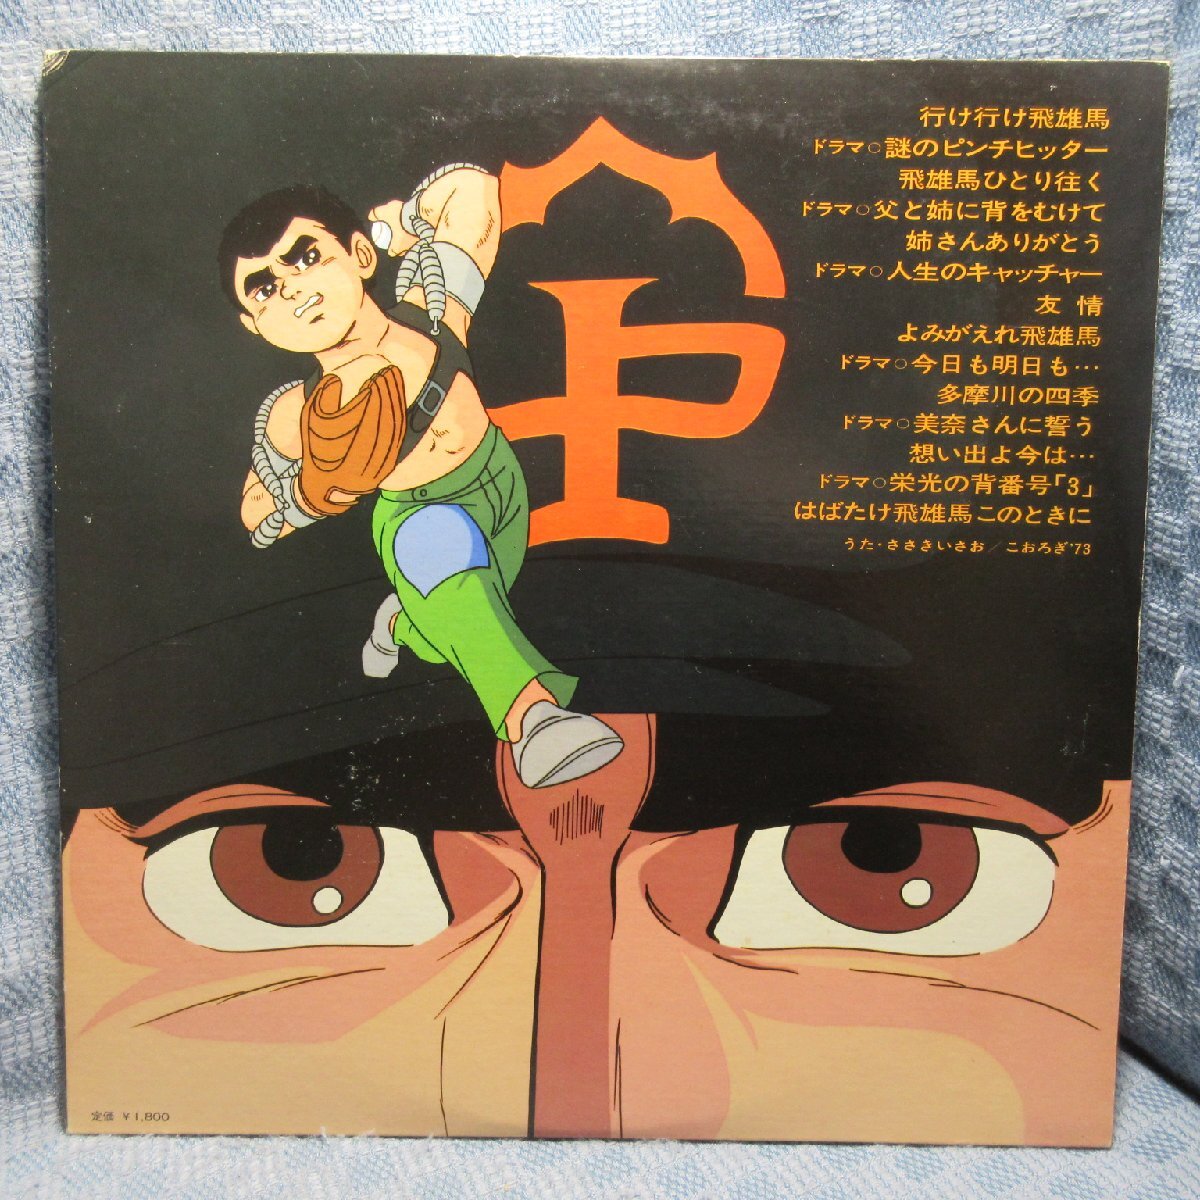 行け行け飛雄馬
ドラマ○謎のピンチヒッター
飛雄馬ひとり往く
ドラマ○父と姉に背をむけて
姉さんありがとう
ドラマ○人生のキャッチャー
友情
よみがえれ飛雄馬
ドラマ○今日も明日も…
多摩川の四季
ドラマ○美奈さんに誓う
想い出よ今は…
ドラマ○栄光の背番号「3」
はばたけ飛雄馬このときに
うた・ささきいさお／こおろぎ'73
定価 ¥1,800